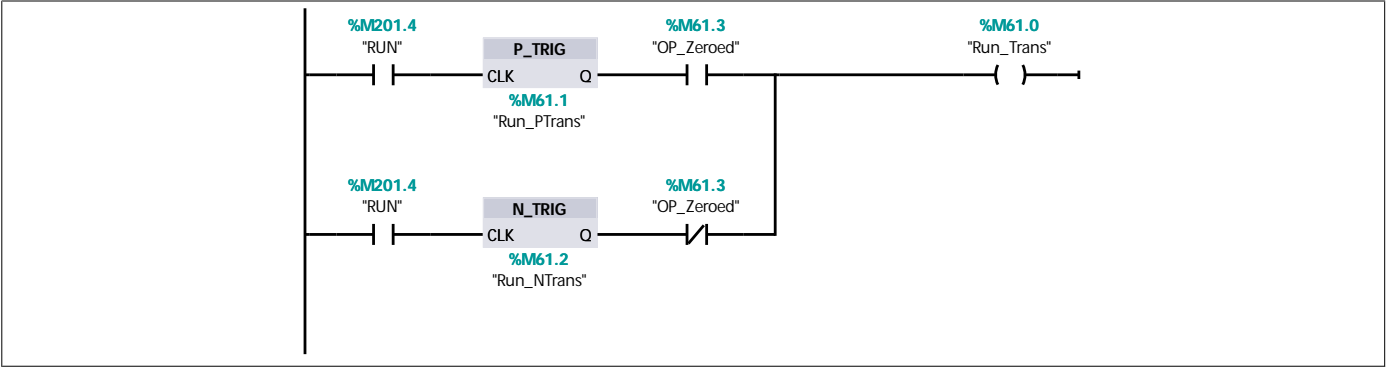 %M201.4 %M61.3 %M61.0
"RUN" P_TRIG "OP_Zeroed" "Run_Trans"
CLK Q
%M61.1
"Run_PTrans"
%M201.4 %M61.3
"RUN" N_TRIG "OP_Zeroed"
CLK Q
%M61.2
"Run_NTrans"